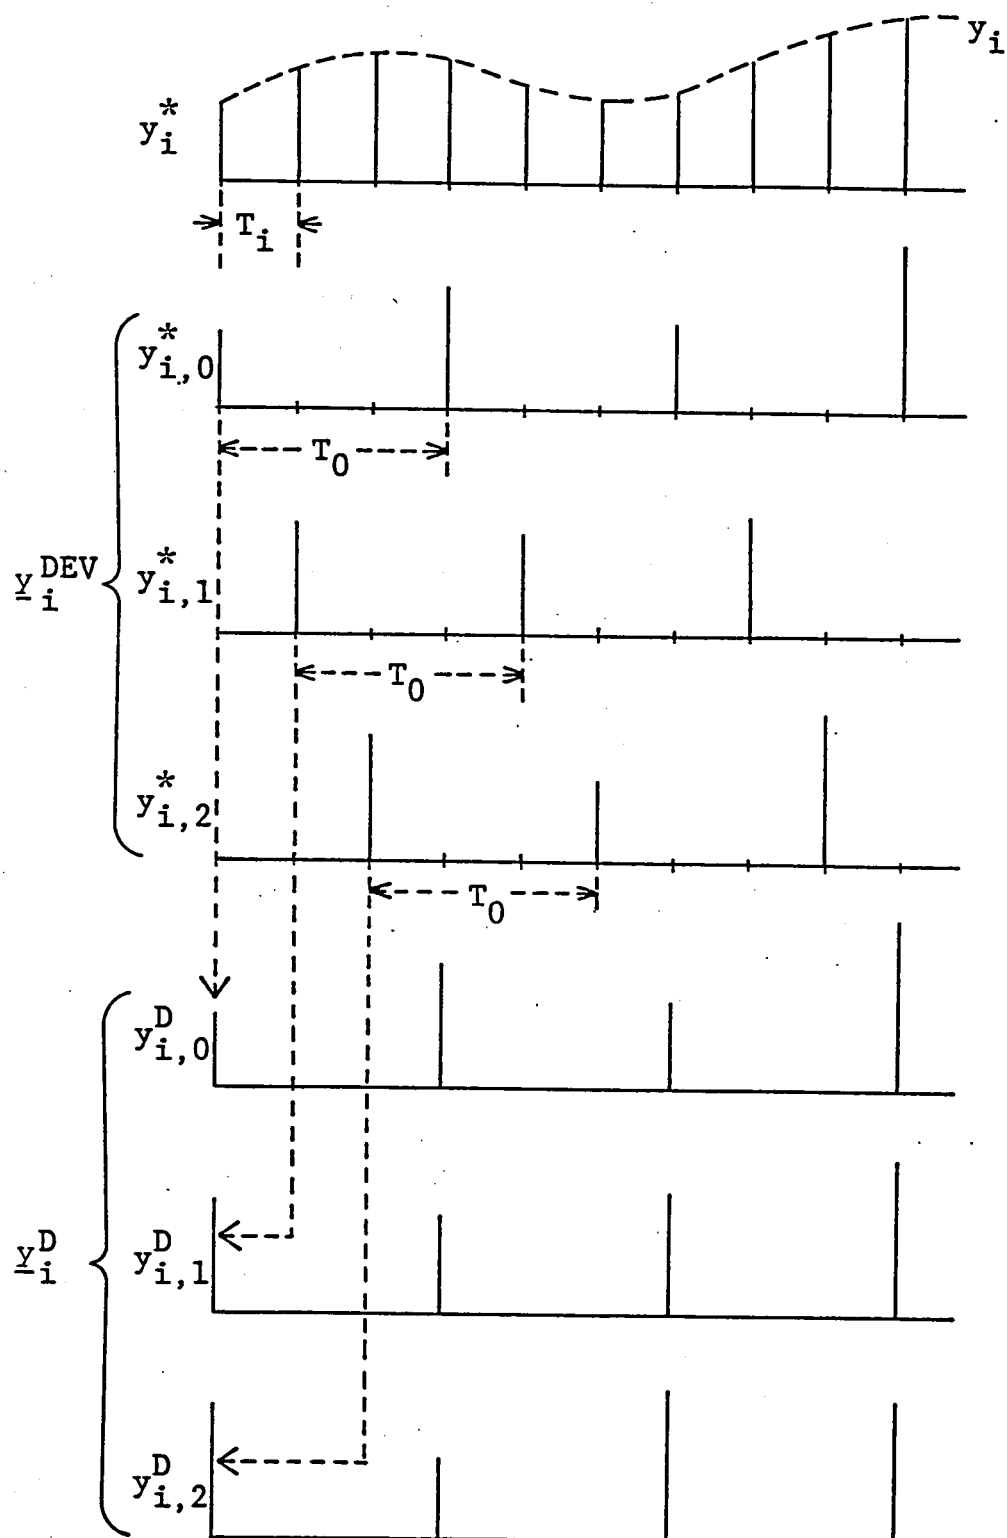 y_i
y_i^*
T_i
y_{i,0}^*
T_0
y_i^{DEV}
y_{i,1}^*
T_0
y_{i,2}^*
T_0
y_{i,0}^D
y_i^D
y_{i,1}^D
y_{i,2}^D